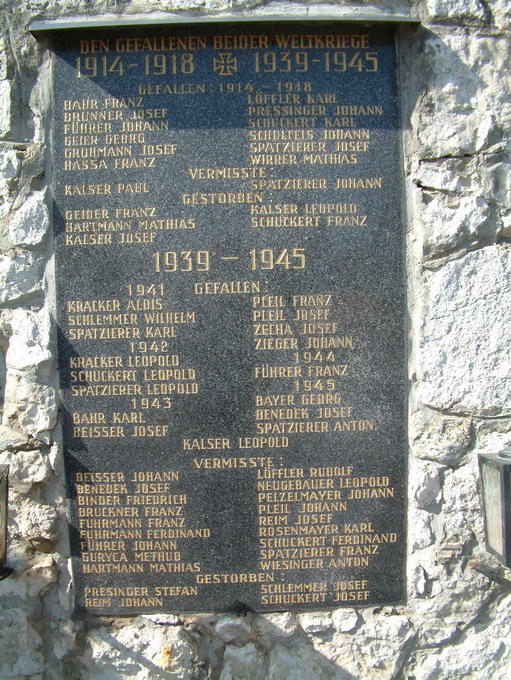 DEN GEFALLENEN BEIDER WELTKRIEGE
1914-1918 1939-1945
GEFALLEN : 1914 - 1918
BAHR FRANZ
BRUNNER JOSEF
FÜHRER JOHANN
GEIER GEORG
GRUHMANN JOSEF
HASSA FRANZ
LÖFFLER KARL
PRESSINGER JOHANN
SCHUCKERT KARL
SCHULTEIS JOHANN
SPATZIERER JOSEF
WIRRER MATHIAS
VERMISSTE :
KALSER PAUL
SPATZIERER JOHANN
GESTORBEN :
GEIDER FRANZ
HARTMANN MATHIAS
KALSER JOSEF
KALSER LEOPOLD
SCHUCKERT FRANZ
1939 – 1945
GEFALLEN :
1941
KRACKER ALOIS
SCHLEMMER WILHELM
SPATZIERER KARL
1942
KRACKER LEOPOLD
SCHUCKERT LEOPOLD
SPATZIERER LEOPOLD
1943
BAHR KARL
BEISSER JOSEF
PLEIL FRANZ
PLEIL JOSEF
ZECHA JOSEF
ZIEGER JOHANN
1944
FÜHRER FRANZ
1945
BAYER GEORG
BENEDEK JOSEF
SPATZIERER ANTON
KALSER LEOPOLD
VERMISSTE :
BEISSER JOHANN
BENEDEK JOSEF
BINDER FRIEDRICH
BRUCKNER FRANZ
FUHRMANN FRANZ
FUHRMANN FERDINAND
FÜHRER JOHANN
GURYCA METHUD
HARTMANN MATHIAS
LÖFFLER RUDOLF
NEUGEBAUER LEOPOLD
PELZELMAYER JOHANN
PLEIL JOHANN
REIM JOSEF
ROSENMAYER KARL
SCHUCKERT FERDINAND
SPATZIERER FRANZ
WIESINGER ANTON
GESTORBEN :
PRESINGER STEFAN
REIM JOHANN
SCHLEMMER JOSEF
SCHUCKERT JOSEF